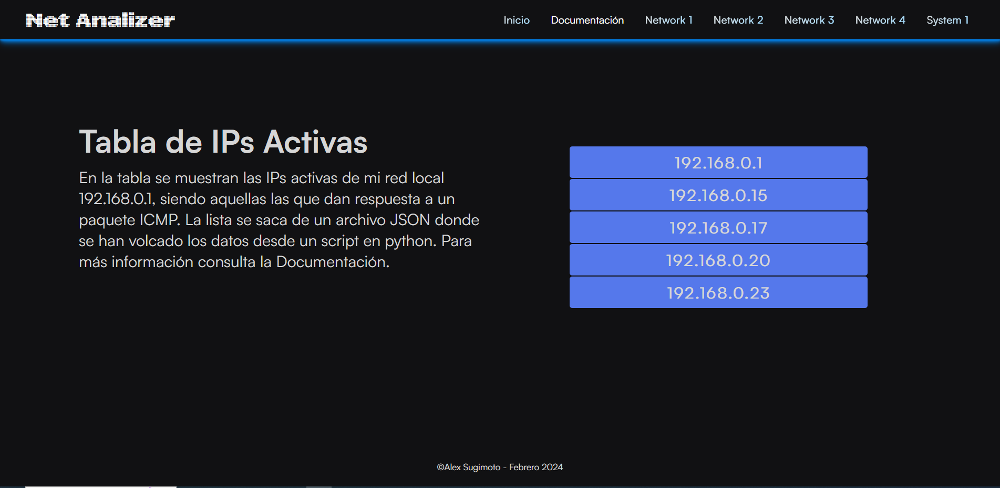 Net Analizer
Inicio Documentación Network 1 Network 2 Network 3 Network 4 System 1
Tabla de IPs Activas
En la tabla se muestran las IPs activas de mi red local
192.168.0.1, siendo aquellas las que dan respuesta a un
paquete ICMP. La lista se saca de un archivo JSON donde
se han volcado los datos desde un script en python. Para
más información consulta la Documentación.
192.168.0.1
192.168.0.15
192.168.0.17
192.168.0.20
192.168.0.23
©Alex Sugimoto - Febrero 2024